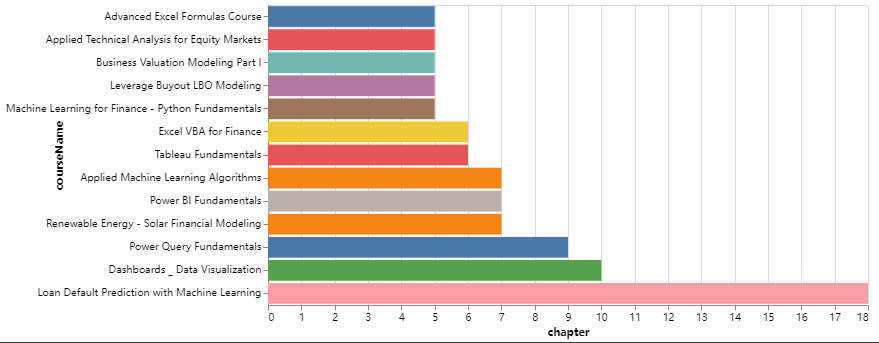 Advanced Excel Formulas Course
Applied Technical Analysis for Equity Markets
Business Valuation Modeling Part I
Leverage Buyout LBO Modeling
Machine Learning for Finance - Python Fundamentals
Excel VBA for Finance
Tableau Fundamentals
Applied Machine Learning Algorithms
Power BI Fundamentals
Renewable Energy - Solar Financial Modeling
Power Query Fundamentals
Dashboards _ Data Visualization
Loan Default Prediction with Machine Learning
courseName
0 1 2 3 4 5 6 7 8 9 10 11 12 13 14 15 16 17 18
chapter